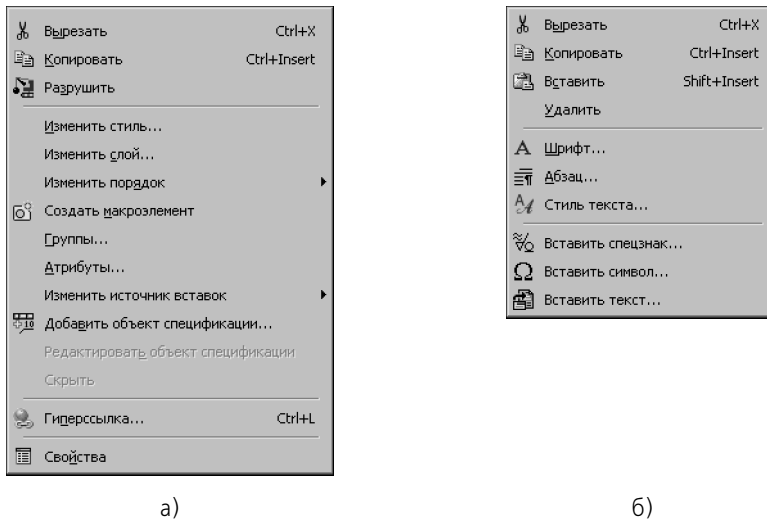 Вырезать Ctrl+X
Копировать Ctrl+Insert
Разрушить
Изменить стиль...
Изменить слой...
Изменить порядок
Создать макроэлемент
Группы...
Атрибуты...
Изменить источник вставок
Добавить объект спецификации...
Редактировать объект спецификации
Скрыть
Гиперссылка... Ctrl+L
Свойства
а)
Вырезать Ctrl+X
Копировать Ctrl+Insert
Вставить Shift+Insert
Удалить
Шрифт...
Абзац...
Стиль текста...
Вставить спецзнак...
Вставить символ...
Вставить текст...
б)